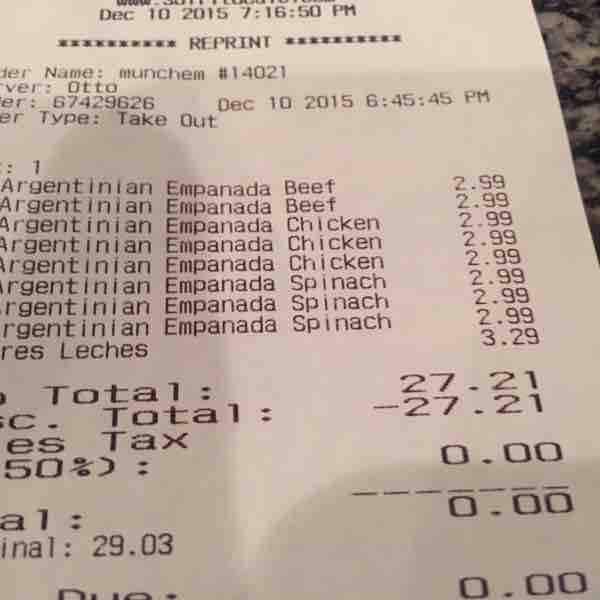 Dec 10 2015 7:16:50 PM
********** REPRINT **********
der Name: munchem #14021
rver: Otto
der: 67429626 Dec 10 2015 6:45:45 PM
er Type: Take Out
: 1
Argentinian Empanada Beef 2.99
Argentinian Empanada Beef 2.99
Argentinian Empanada Chicken 2.99
Argentinian Empanada Chicken 2.99
Argentinian Empanada Chicken 2.99
Argentinian Empanada Spinach 2.99
rgentinian Empanada Spinach 2.99
rgentinian Empanada Spinach 2.99
res Leches 3.29
b Total: 27.21
sc. Total: -27.21
es Tax
50%): 0.00
al: 0.00
inal: 29.03
Due: 0.00